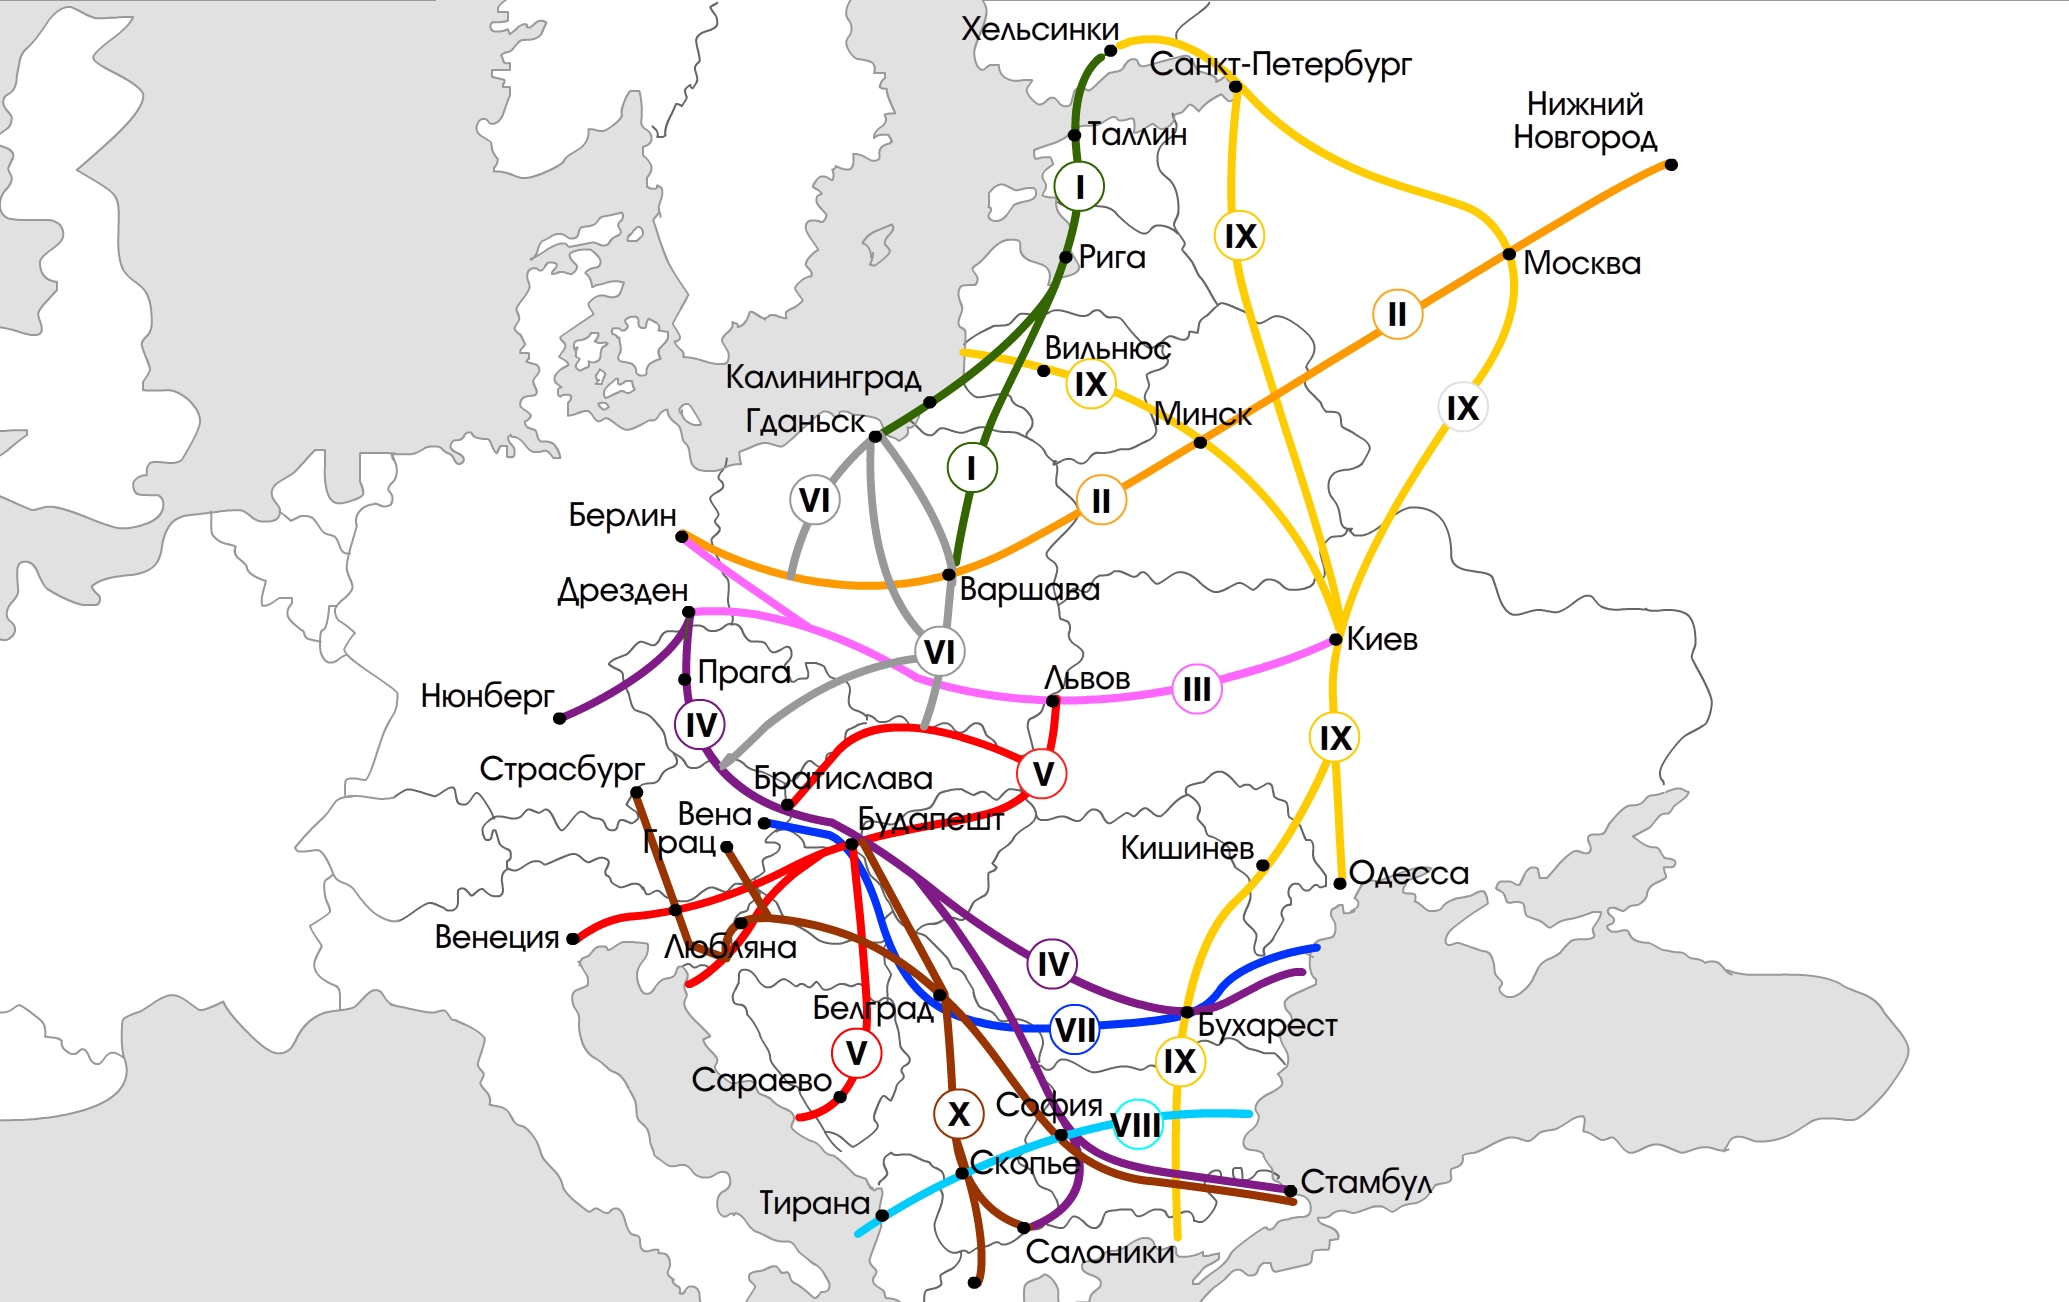 Хельсинки
Санкт-Петербург
Нижний
Новгород
Таллин
I
IX
Рига
Москва
II
Вильнюс
IX
Калининград
Минск
IX
Гданьск
I
VI
II
Берлин
Дрезден
Варшава
Киев
VI
Прага
Львов
III
Нюнберг
IV
IX
Страсбург
Братислава
V
Вена
Будапешт
Грац
Кишинев
Одесса
Венеция
Любляна
IV
Белград
VII
Бухарест
V
IX
Сараево
X
София
VIII
Скопье
Стамбул
Тирана
Салоники